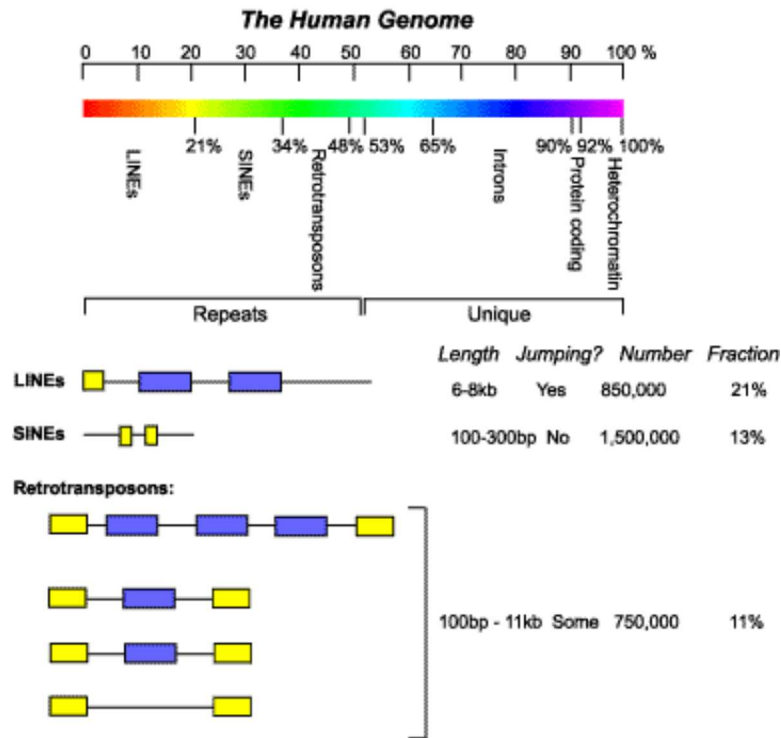 The Human Genome
0 10 20 30 40 50 60 70 80 90 100 %
21% 34% 48% 53% 65% 90% 92% 100%
LINEs
SINEs
Retrotransposons
Introns
Protein coding
Heterochromatin
Repeats Unique
Length Jumping? Number Fraction
LINEs 6-8kb Yes 850,000 21%
SINEs 100-300bp No 1,500,000 13%
Retrotransposons:
100bp - 11kb Some 750,000 11%